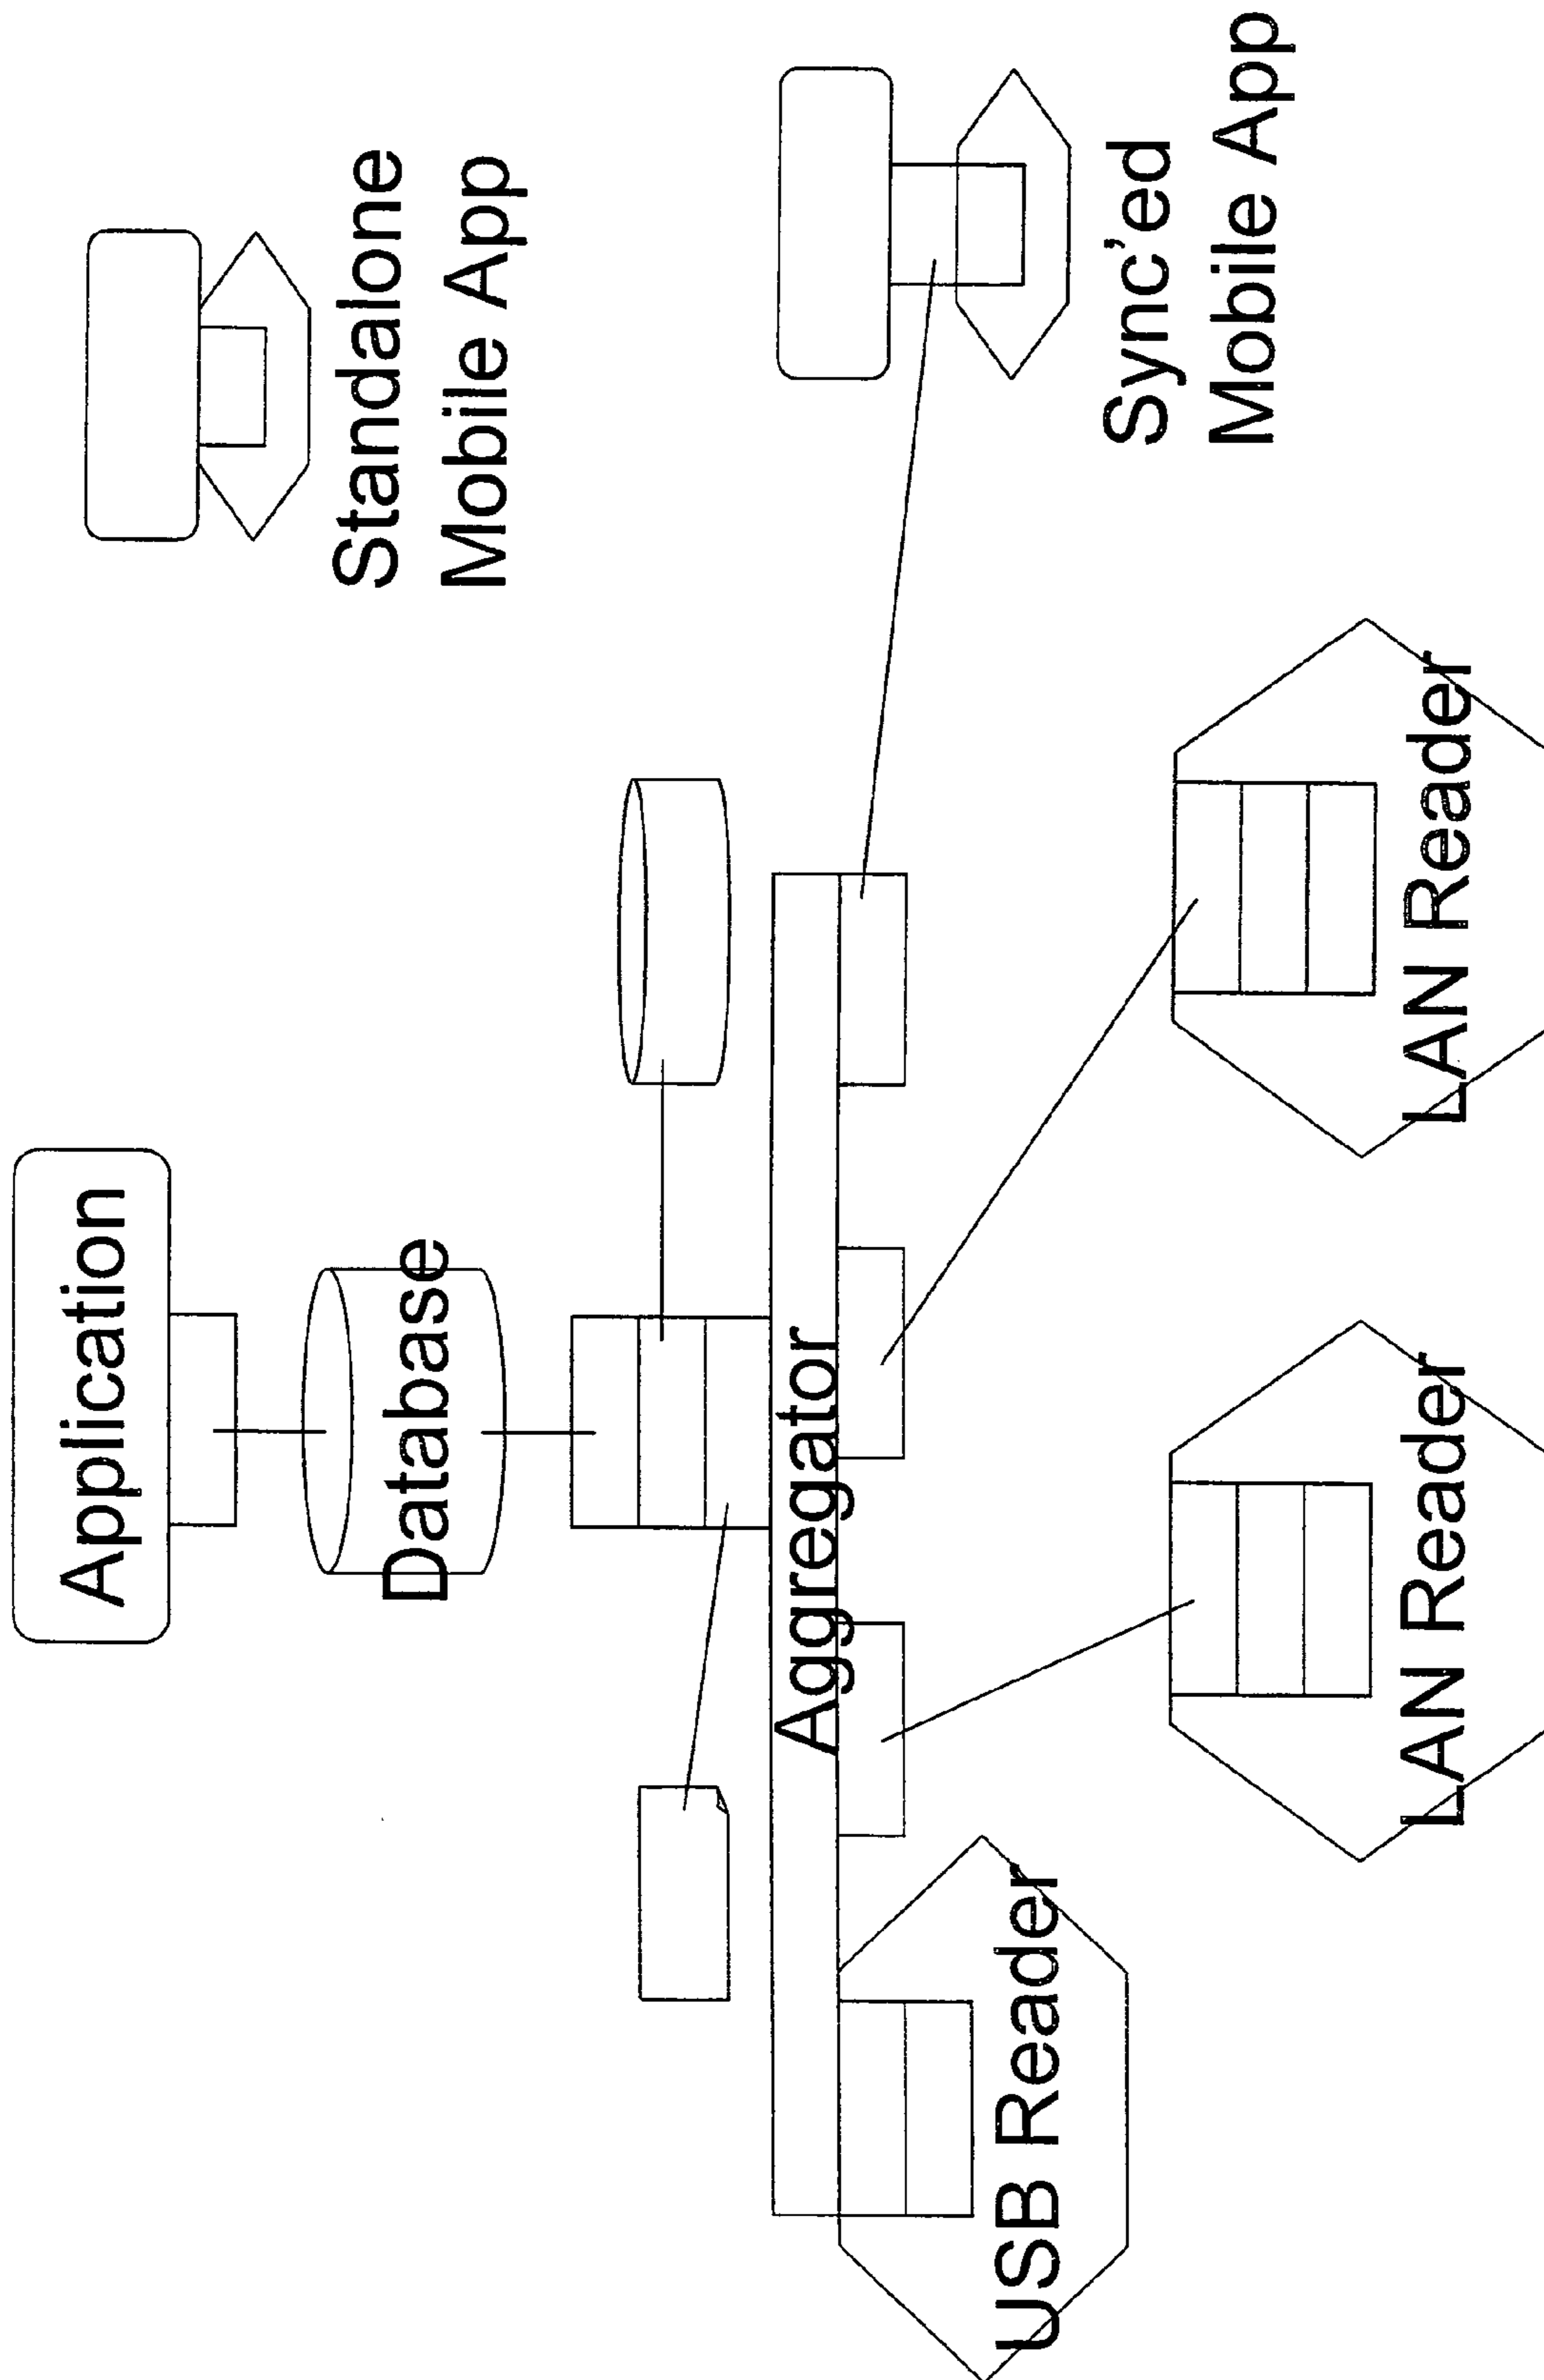 Application
Standalone
Mobile App
Database
Aggregator
Sync'ed
Mobile App
USB Reader
LAN Reader
LAN Reader